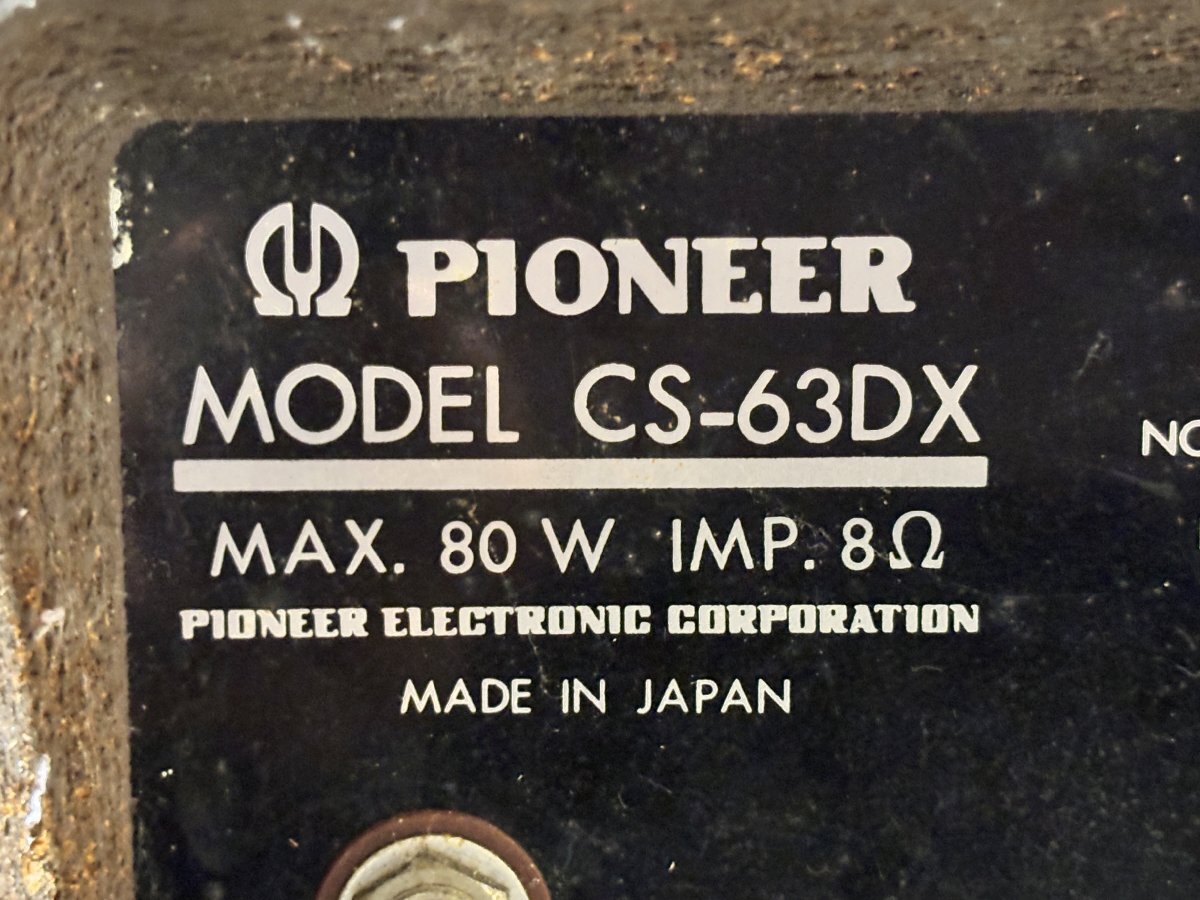 PIONEER
MODEL CS-63DX
MAX. 80 W IMP. 8Ω
PIONEER ELECTRONIC CORPORATION
MADE IN JAPAN